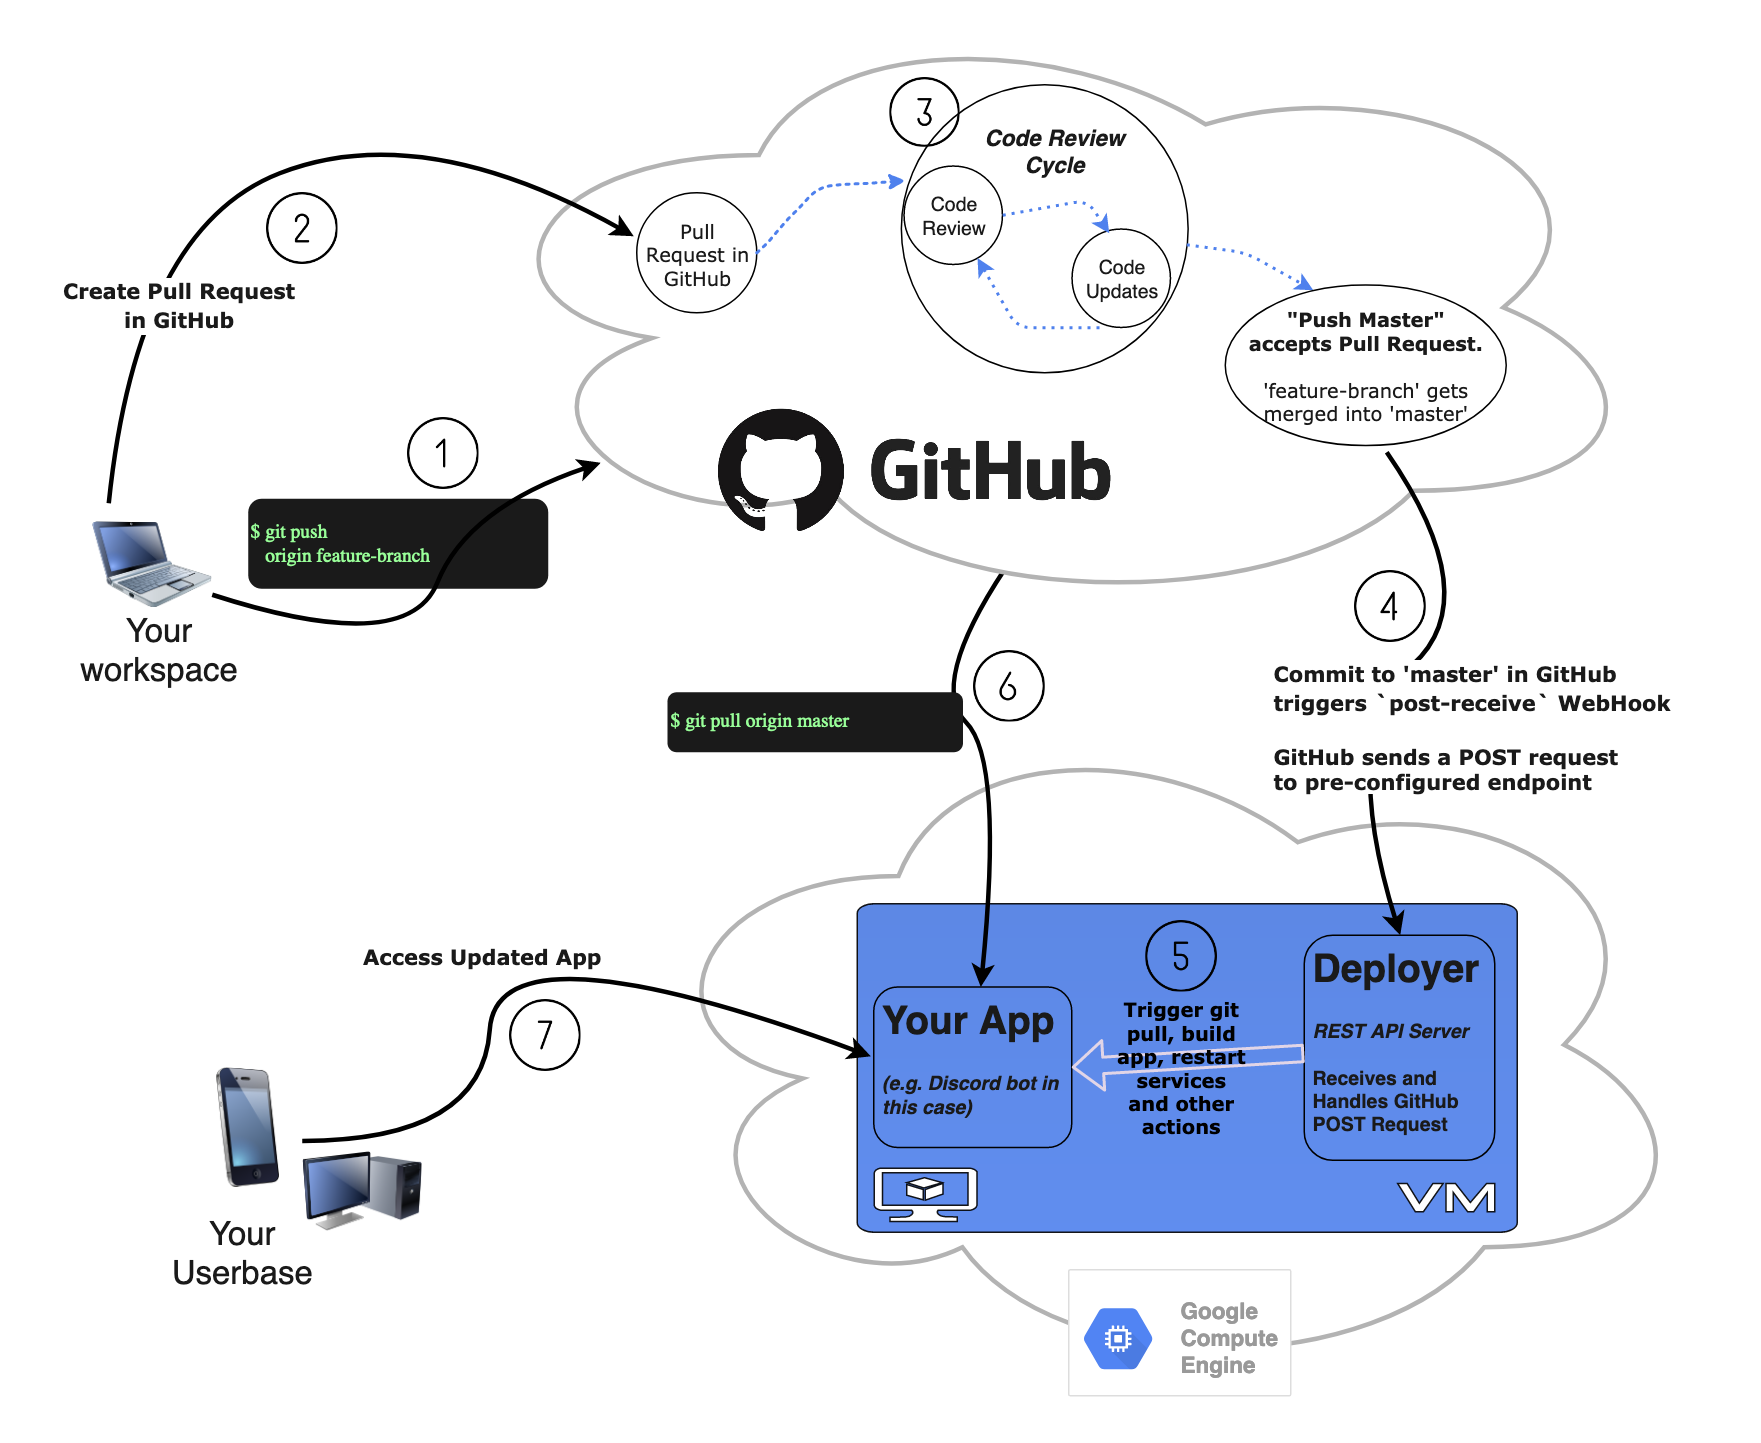 3
Code Review
Cycle
2
Pull
Request in
GitHub
Code
Review
Code
Updates
Create Pull Request
in GitHub
"Push Master"
accepts Pull Request.
'feature-branch' gets
merged into 'master'
1
GitHub
$ git push
origin feature-branch
Your
workspace
4
6
Commit to 'master' in GitHub
triggers `post-receive` WebHook
$ git pull origin master
GitHub sends a POST request
to pre-configured endpoint
Access Updated App
7
5
Deployer
REST API Server
Receives and
Handles GitHub
POST Request
Your App
(e.g. Discord bot in
this case)
Trigger git
pull, build
app, restart
services
and other
actions
VM
Your
Userbase
Google
Compute
Engine